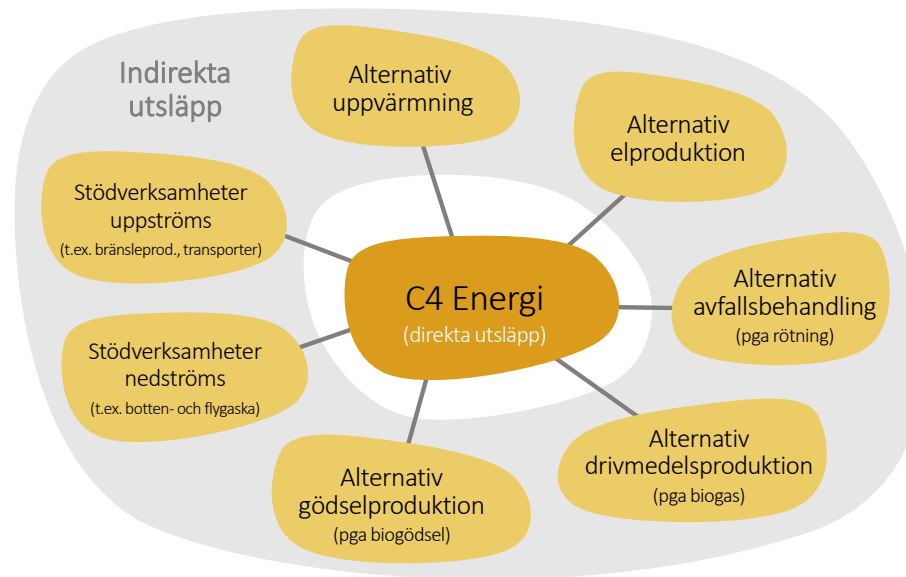 Indirekta
utsläpp
Alternativ
uppvärmning
Alternativ
elproduktion
Stödverksamheter
uppströms
(t.ex. bränsleprod., transporter)
C4 Energi
(direkta utsläpp)
Alternativ
avfallsbehandling
(pga rötning)
Stödverksamheter
nedströms
(t.ex. botten- och flygaska)
Alternativ
drivmedelsproduktion
(pga biogas)
Alternativ
gödselproduktion
(pga biogödsel)